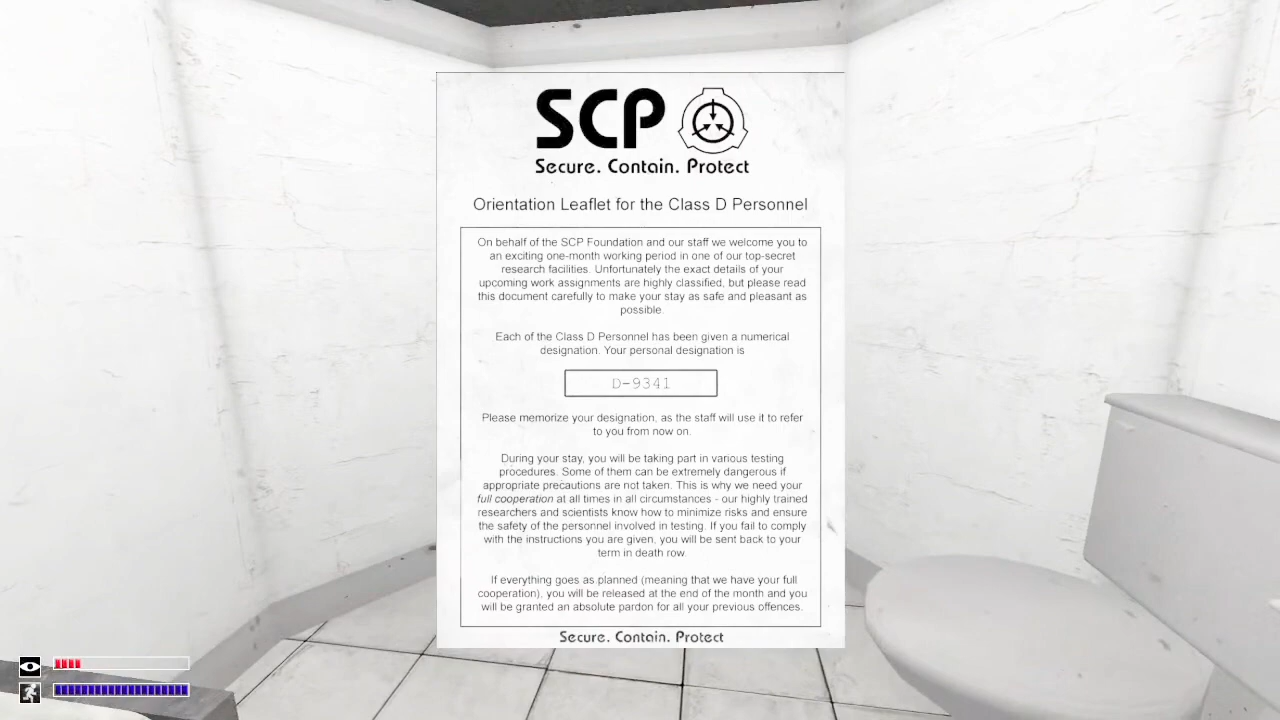 SCP
Secure. Contain. Protect
Orientation Leaflet for the Class D Personnel
On behalf of the SCP Foundation and our staff we welcome you to
an exciting one-month working period in one of our top-secret
research facilities. Unfortunately the exact details of your
upcoming work assignments are highly classified, but please read
this document carefully to make your stay as safe and pleasant as
possible.
Each of the Class D Personnel has been given a numerical
designation. Your personal designation is
D-9341
Please memorize your designation, as the staff will use it to refer
to you from now on.
During your stay, you will be taking part in various testing
procedures. Some of them can be extremely dangerous if
appropriate precautions are not taken. This is why we need your
full cooperation at all times in all circumstances - our highly trained
researchers and scientists know how to minimize risks and ensure
the safety of the personnel involved in testing. If you fail to comply
with the instructions you are given, you will be sent back to your
term in death row
If everything goes as planned (meaning that we have your full
cooperation), you will be released at the end of the month and you
will be granted an absolute pardon for all your previous offences.
Secure. Contain. Protect